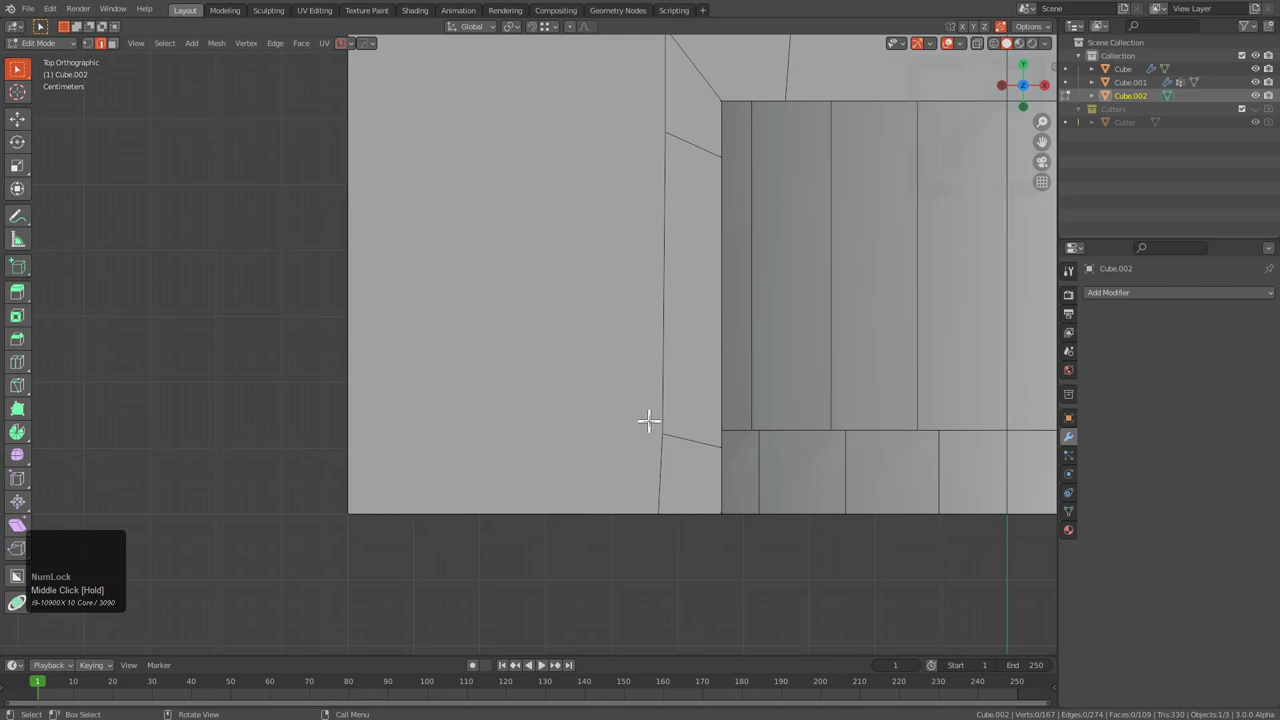 File Edit Render Window Help Layout Modeling Sculpting UV Editing Texture Paint Shading Animation Rendering Compositing Geometry Nodes Scripting + Scene View Layer
Global Options
Edit Mode View Select Add Mesh Vertex Edge Face UV X Y Z
Top Orthographic
(1) Cube.002
Centimeters
Y
Z
X
Scene Collection
Collection
Cube
Cube.001
Cube.002
Cutters
Cutter
Cube.002
Add Modifier
NumLock
Middle Click [Hold]
i9-10900X 10 Core / 3090
Playback Keying View Marker 1 Start 1 End 250
1 10 20 30 40 50 60 70 80 90 100 110 120 130 140 150 160 170 180 190 200 210 220 230 240 250
Select Box Select Rotate View Call Menu Cube.002 | Verts:0/167 | Edges:0/274 | Faces:0/109 | Tris:330 | Objects:1/3 | 3.0.0 Alpha